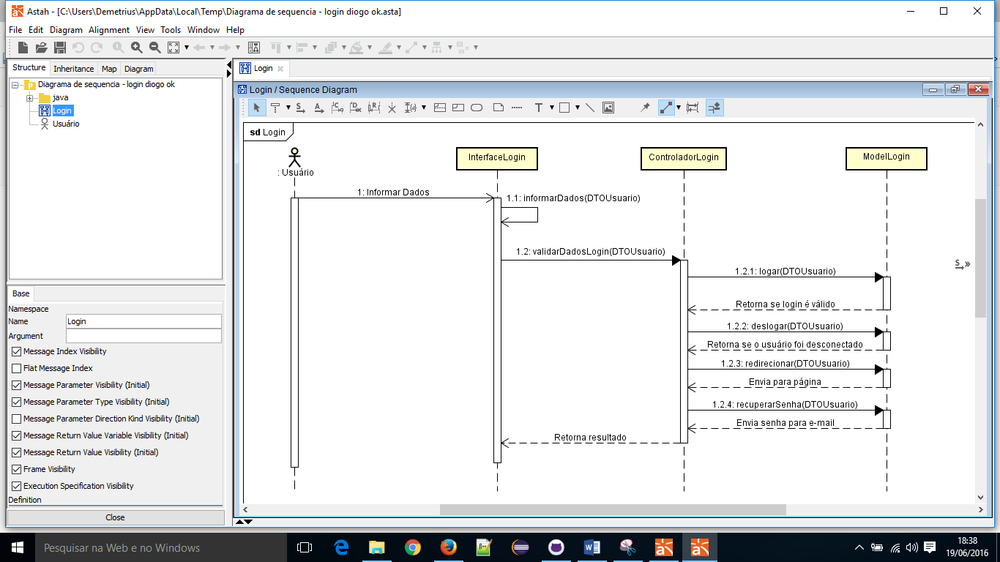 Astah - [C:\Users\Demetrius\AppData\Local\Temp\Diagrama de sequencia - login diogo ok.asta]
File Edit Diagram Alignment View Tools Window Help
Structure Inheritance Map Diagram
Diagrama de sequencia - login diogo ok
java
Login
Usuário
Base
Namespace
Name Login
Argument
Message Index Visibility
Flat Message Index
Message Parameter Visibility (Initial)
Message Parameter Type Visibility (Initial)
Message Parameter Direction Kind Visibility (Initial)
Message Return Value Variable Visibility (Initial)
Message Return Value Visibility (Initial)
Frame Visibility
Execution Specification Visibility
Definition
Close
Login
Login / Sequence Diagram
sd Login
: Usuário
InterfaceLogin
ControladorLogin
ModelLogin
1: Informar Dados
1.1: informarDados(DTOUsuario)
1.2: validarDadosLogin(DTOUsuario)
1.2.1: logar(DTOUsuario)
Retorna se login é válido
1.2.2: deslogar(DTOUsuario)
Retorna se o usuário foi desconectado
1.2.3: redirecionar(DTOUsuario)
Envia para página
1.2.4: recuperarSenha(DTOUsuario)
Envia senha para e-mail
Retorna resultado
Pesquisar na Web e no Windows
18:38
19/06/2016